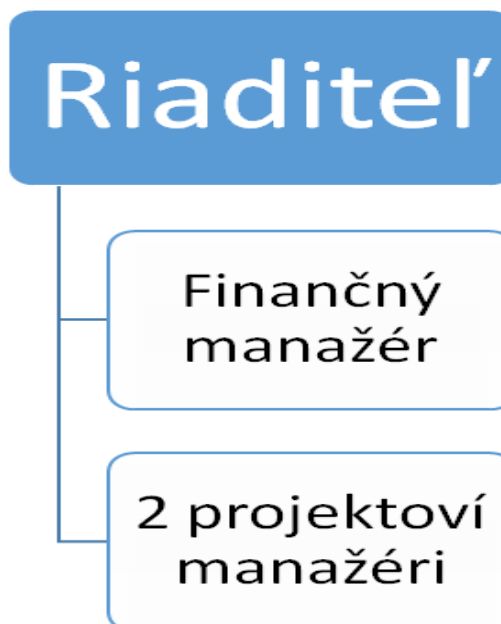 Riaditeľ
Finančný
manažér
2 projektoví
manažéri